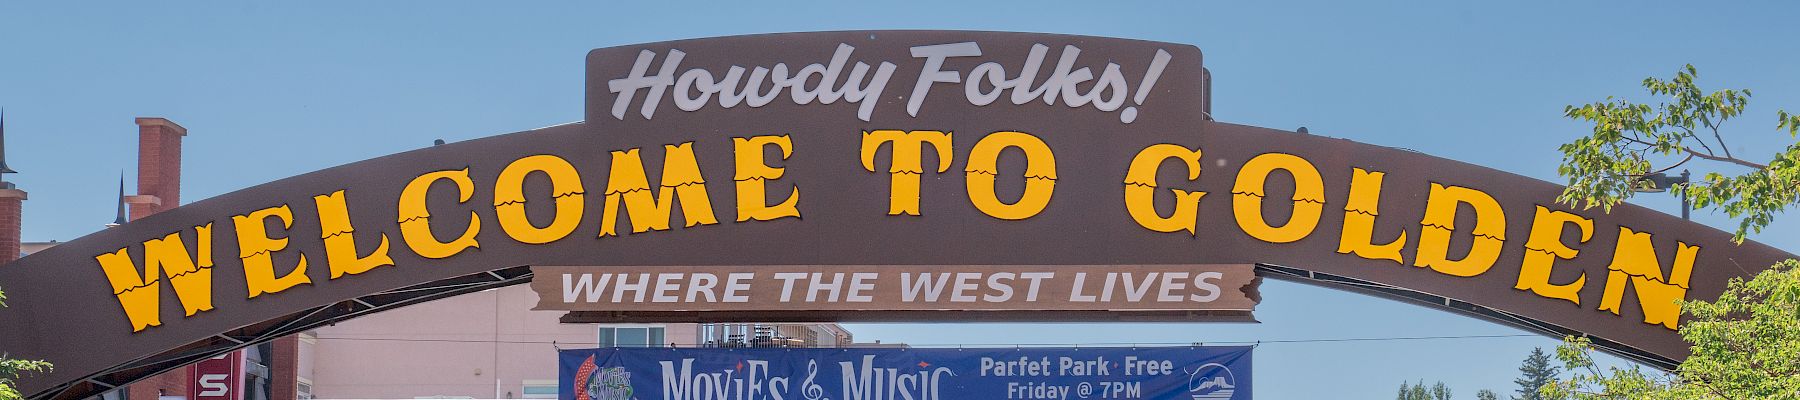 Howdy Folks!
WELCOME TO GOLDEN
WHERE THE WEST LIVES
MOVIES & MUSIC
Parfet Park · Free
Friday @ 7PM
S